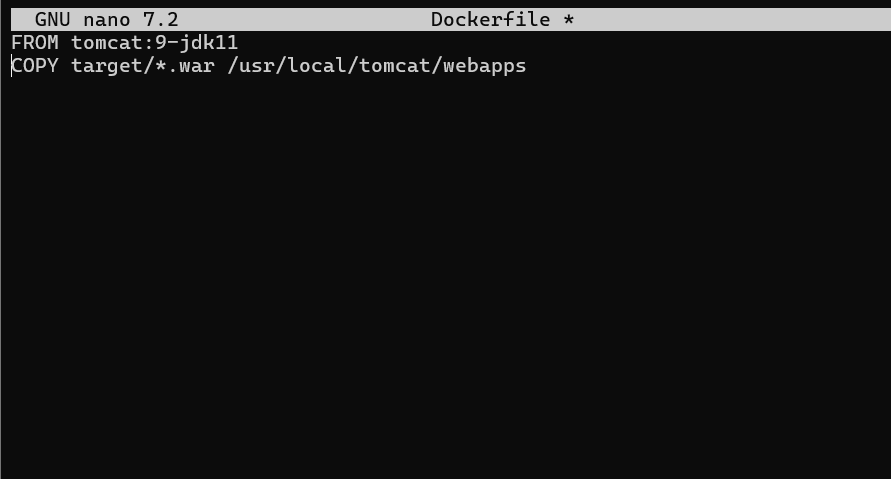 GNU nano 7.2 Dockerfile *
FROM tomcat:9-jdk11
COPY target/*.war /usr/local/tomcat/webapps